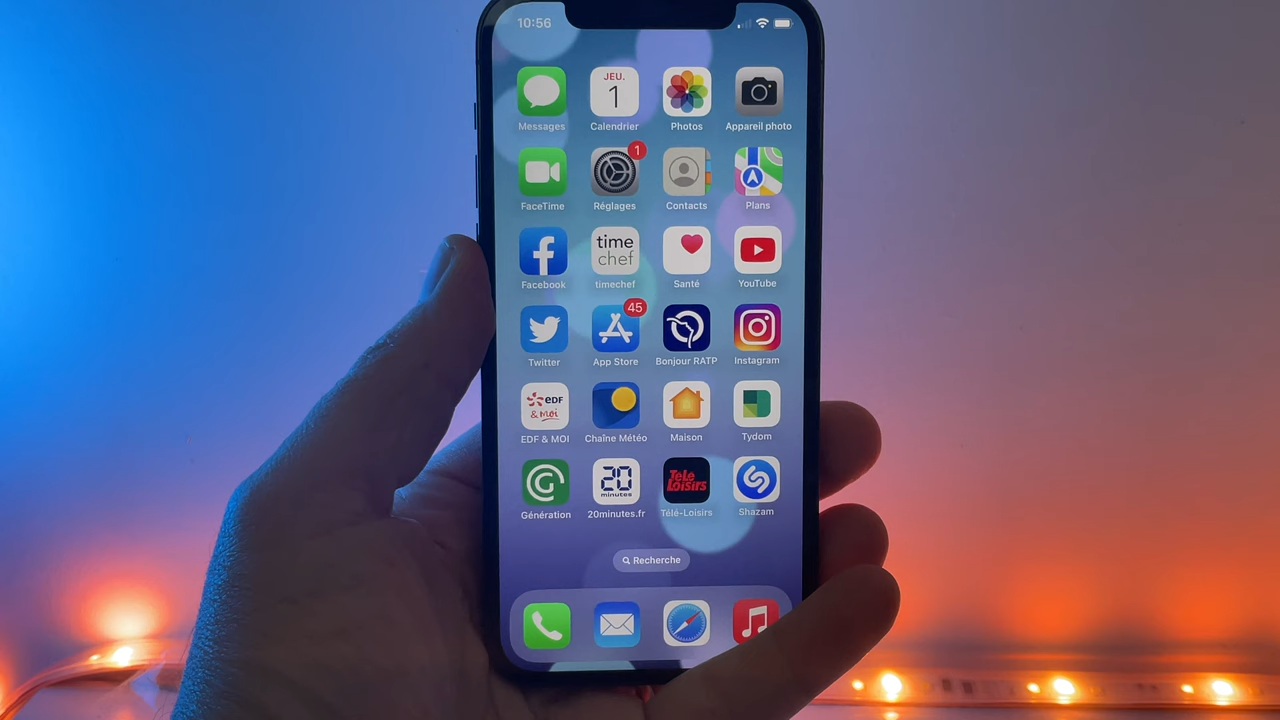 10:56
JEU.
1
Messages
Calendrier
Photos
Appareil photo
1
FaceTime
Réglages
Contacts
Plans
time
chef
Facebook
timechef
Santé
YouTube
45
Twitter
App Store
Bonjour RATP
Instagram
eDF
& moi
EDF & MOI
Chaîne Météo
Maison
Tydom
G
20
minutes
TéLé
Loisirs
Génération
20minutes.fr
Télé-Loisirs
Shazam
Recherche